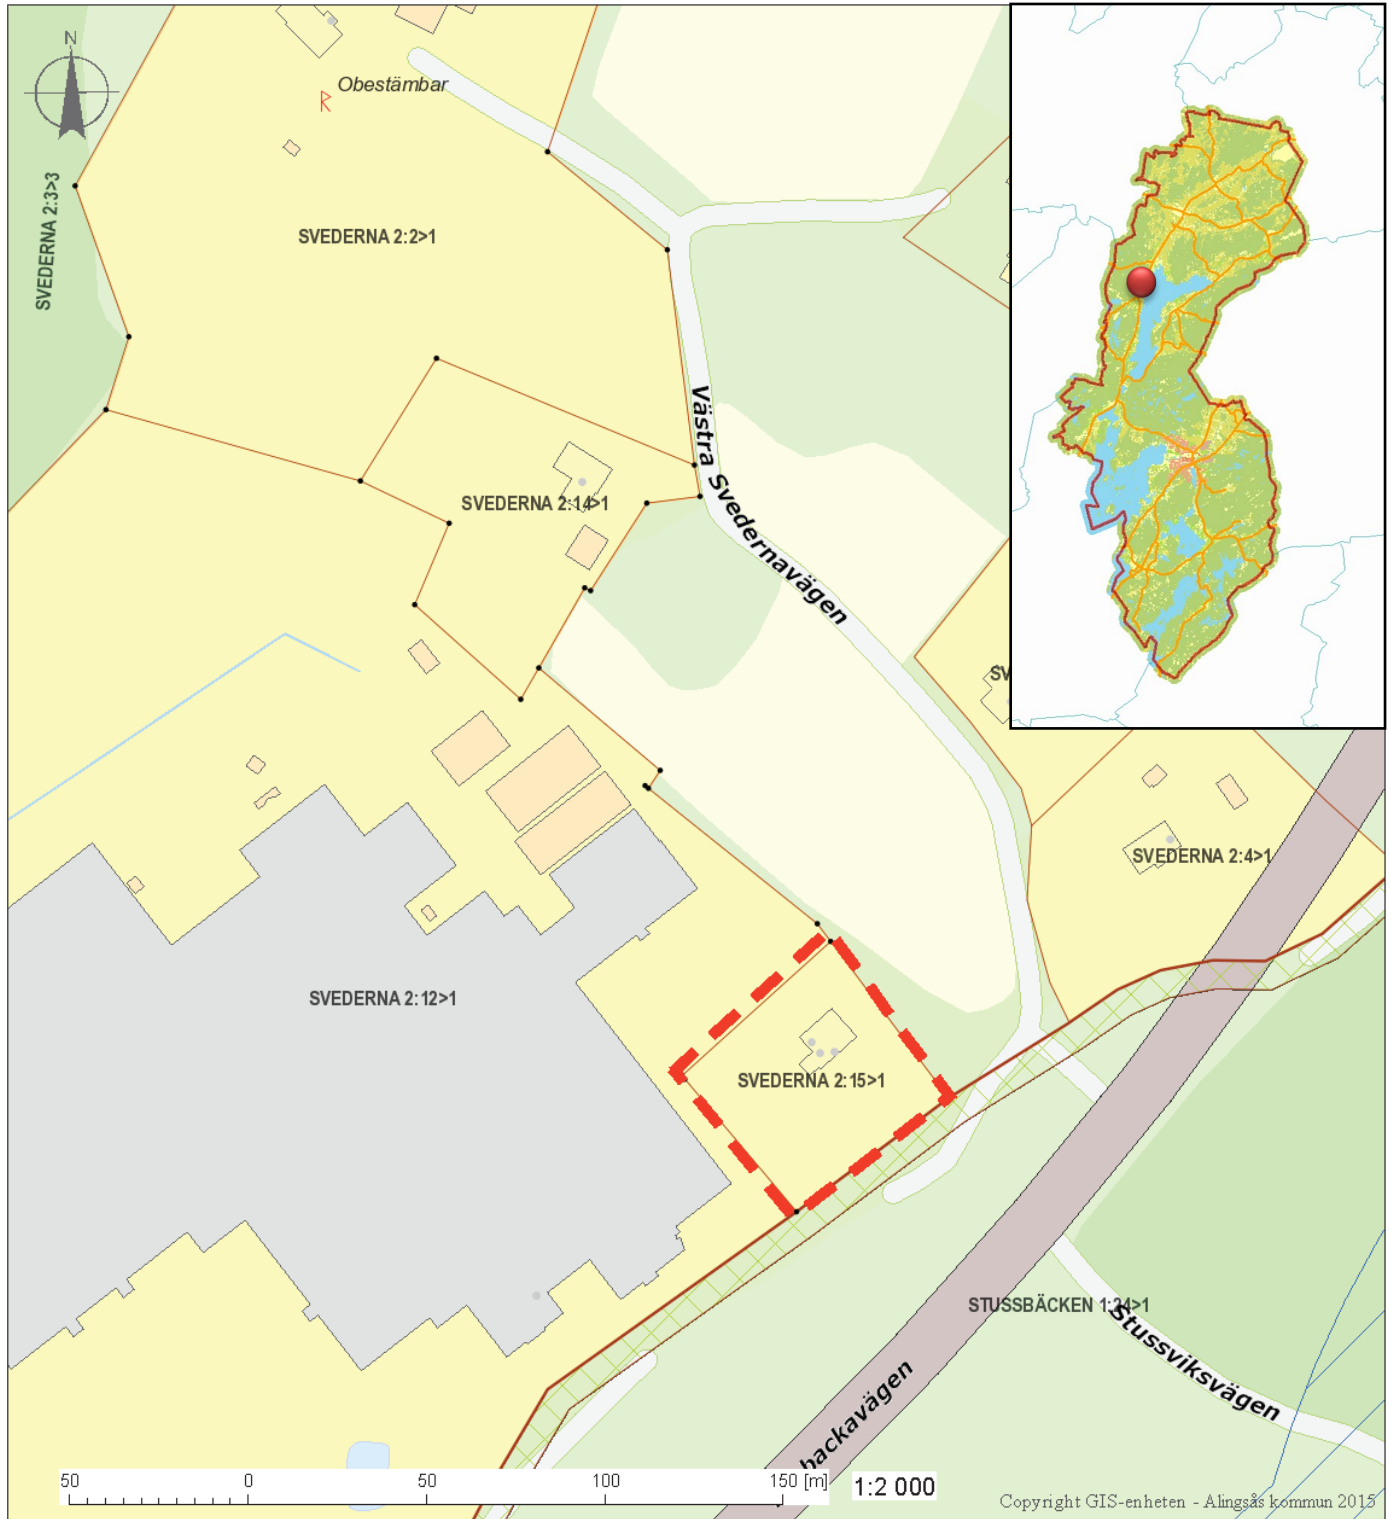 N
Obestämbar
SVEDERNA 2:3>3
SVEDERNA 2:2>1
Västra Svedernavägen
SVEDERNA 2:14>1
SV
SVEDERNA 2:4>1
SVEDERNA 2:12>1
SVEDERNA 2:15>1
STUSSBÄCKEN 1:24>1
Stussviksvägen
backavägen
50 0 50 100 150 [m]
1:2 000
Copyright GIS-enheten - Alingsås kommun 2015